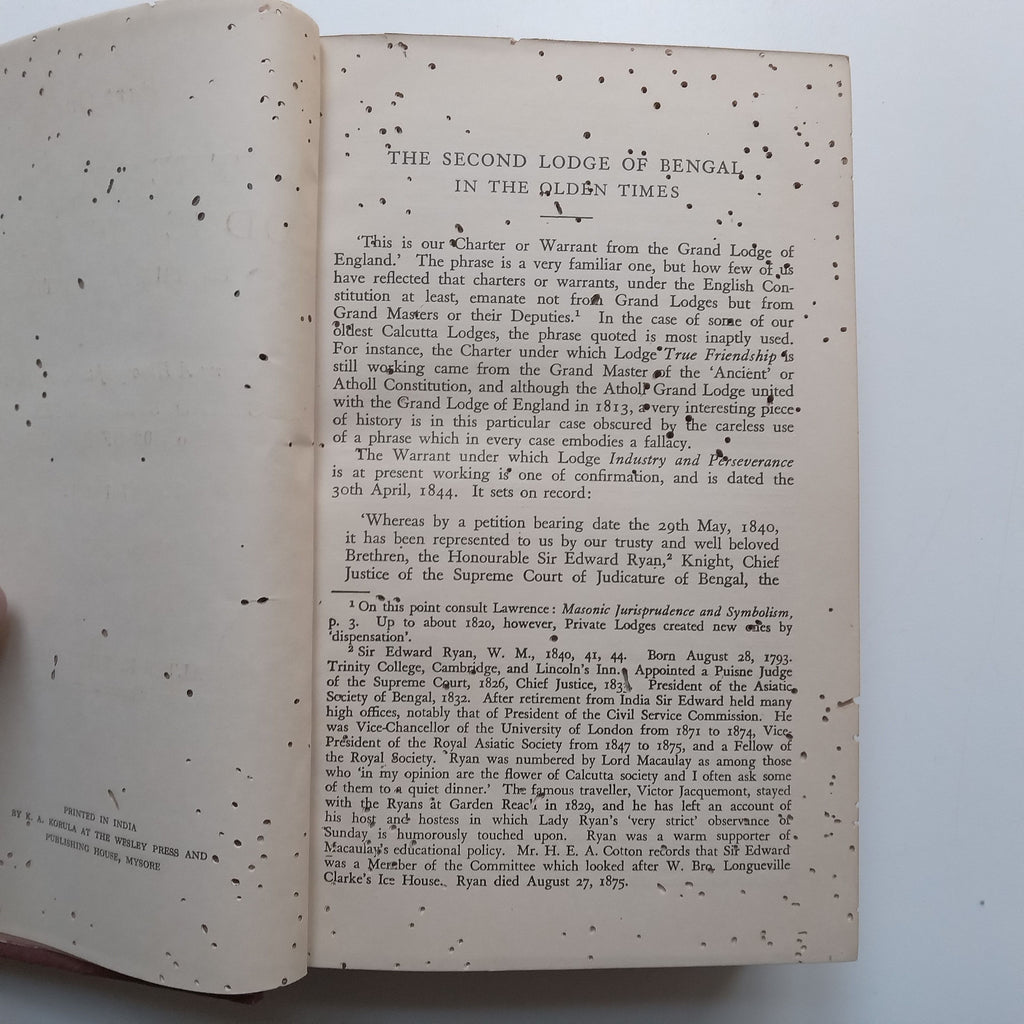 PRINTED IN INDIA
BY K. A. KORULA AT THE WESLEY PRESS AND
PUBLISHING HOUSE, MYSORE
THE SECOND LODGE OF BENGAL
IN THE OLDEN TIMES
‘This is our Charter or Warrant from the Grand Lodge of
England.’ The phrase is a very familiar one, but how few of us
have reflected that charters or warrants, under the English Con-
stitution at least, emanate not from Grand Lodges but from
Grand Masters or their Deputies.¹ In the case of some of our
oldest Calcutta Lodges, the phrase quoted is most inaptly used.
For instance, the Charter under which Lodge True Friendship is
still working came from the Grand Master of the ‘Ancient’ or
Atholl Constitution, and although the Atholl Grand Lodge united
with the Grand Lodge of England in 1813, a very interesting piece
of history is in this particular case obscured by the careless use
of a phrase which in every case embodies a fallacy.
The Warrant under which Lodge Industry and Perseverance
is at present working is one of confirmation, and is dated the
30th April, 1844. It sets on record:
‘Whereas by a petition bearing date the 29th May, 1840,
it has been represented to us by our trusty and well beloved
Brethren, the Honourable Sir Edward Ryan,² Knight, Chief
Justice of the Supreme Court of Judicature of Bengal, the
¹ On this point consult Lawrence: Masonic Jurisprudence and Symbolism,
p. 3. Up to about 1820, however, Private Lodges created new ones by
‘dispensation’.
² Sir Edward Ryan, W. M., 1840, 41, 44. Born August 28, 1793.
Trinity College, Cambridge, and Lincoln’s Inn. Appointed a Puisne Judge
of the Supreme Court, 1826, Chief Justice, President of the Asiatic
Society of Bengal, 1832. After retirement from India Sir Edward held many
high offices, notably that of President of the Civil Service Commission. He
was Vice-Chancellor of the University of London from 1871 to 1874, Vice-
President of the Royal Asiatic Society from 1847 to 1875, and a Fellow of
the Royal Society. Ryan was numbered by Lord Macaulay as among those
who ‘in my opinion are the flower of Calcutta society and I often ask some
of them to a quiet dinner.’ The famous traveller, Victor Jacquemont, stayed
with the Ryans at Garden Reach in 1829, and he has left an account of
his host and hostess in which Lady Ryan’s ‘very strict’ observance of
Sunday is humorously touched upon. Ryan was a warm supporter of
Macaulay’s educational policy. Mr. H. E. A. Cotton records that Sir Edward
was a Member of the Committee which looked after W. Bro. Longueville
Clarke’s Ice House. Ryan died August 27, 1875.